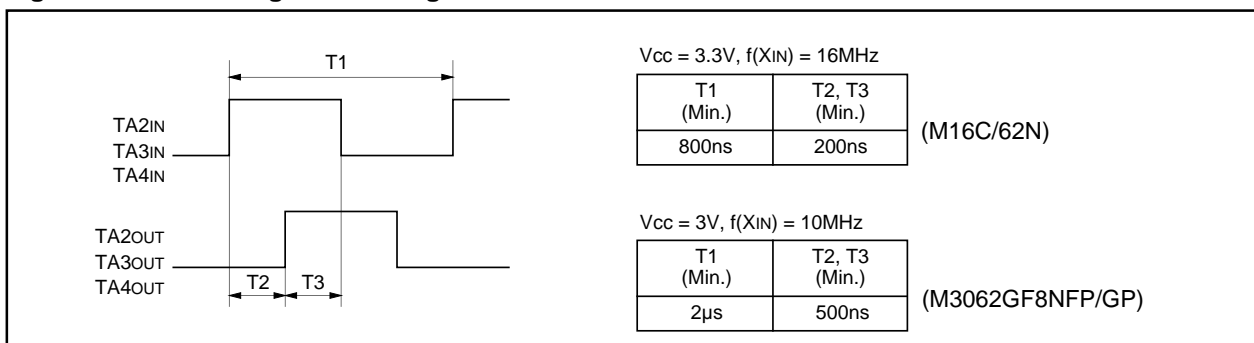 T1
TA2IN
TA3IN
TA4IN
TA2OUT
TA3OUT
TA4OUT
T2 T3
Vcc = 3.3V, f(XIN) = 16MHz
T1 (Min.) T2, T3 (Min.)
800ns 200ns
(M16C/62N)
Vcc = 3V, f(XIN) = 10MHz
T1 (Min.) T2, T3 (Min.)
2µs 500ns
(M3062GF8NFP/GP)